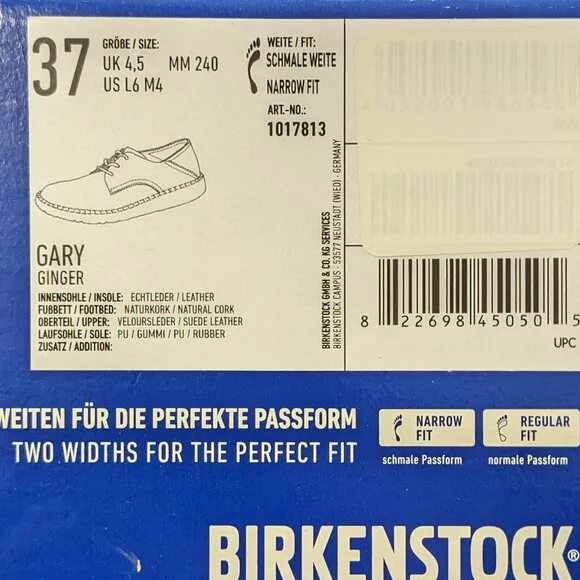 37
GRÖßE / SIZE:
UK 4,5 MM 240
US L6 M4
WEITE / FIT:
SCHMALE WEITE
NARROW FIT
ART.-NO.:
1017813
GARY
GINGER
INNENSOHLE / INSOLE: ECHTLEDER / LEATHER
FUßBETT / FOOTBED: NATURKORK / NATURAL CORK
OBERTEIL / UPPER: VELOURSLEDER / SUEDE LEATHER
LAUFSOHLE / SOLE: PU / GUMMI / PU / RUBBER
ZUSATZ / ADDITION:
BIRKENSTOCK GMBH & CO. KG SERVICES
BIRKENSTOCK CAMPUS · 53577 NEUSTADT (WIED) · GERMANY
8 22698 45050 5
UPC
WEITEN FÜR DIE PERFEKTE PASSFORM
TWO WIDTHS FOR THE PERFECT FIT
NARROW
FIT
schmale Passform
REGULAR
FIT
normale Passform
BIRKENSTOCK®